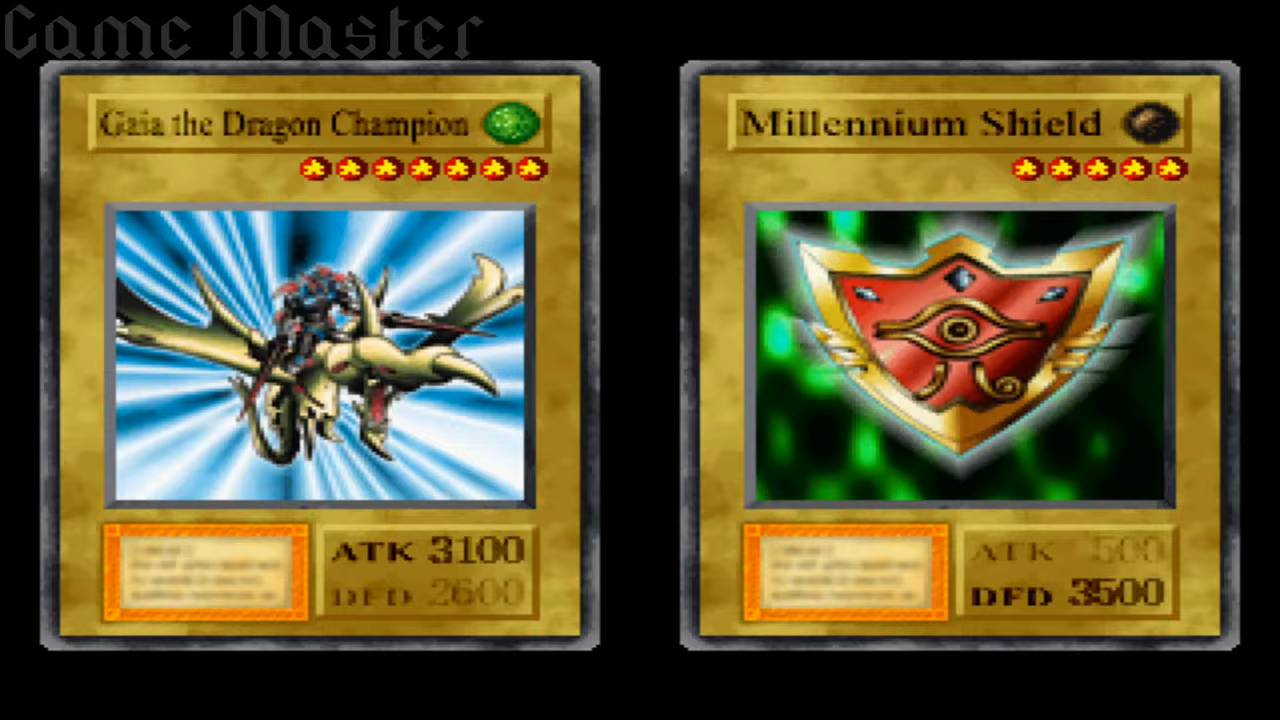 Game Master
Gaia the Dragon Champion
Millennium Shield
ATK 3100
DFD 2600
ATK 500
DFD 3500